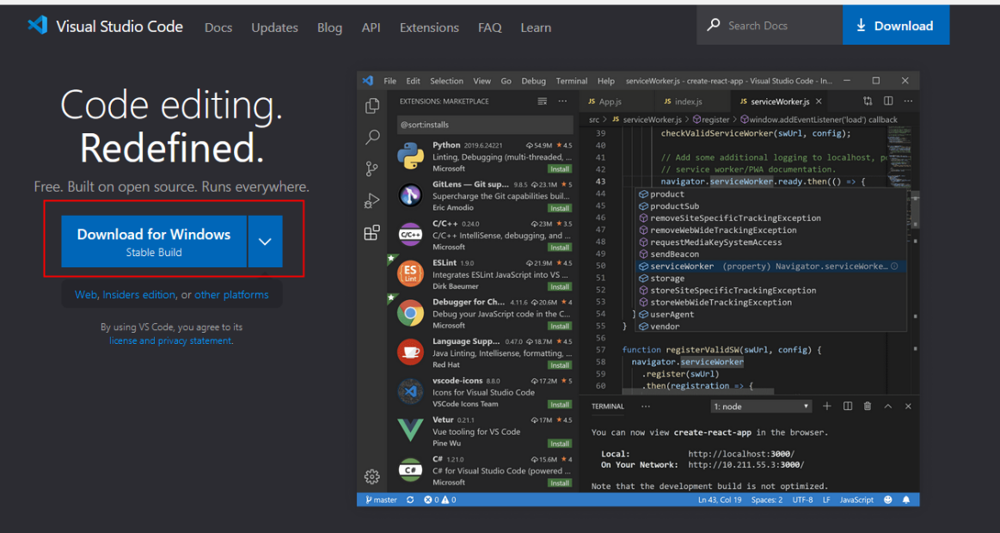 Visual Studio Code Docs Updates Blog API Extensions FAQ Learn Search Docs Download
Code editing.
Redefined.
Free. Built on open source. Runs everywhere.
Download for Windows
Stable Build
Web, Insiders edition, or other platforms
By using VS Code, you agree to its
license and privacy statement.
File Edit Selection View Go Debug Terminal Help serviceWorker.js - create-react-app - Visual Studio Code - In...
EXTENSIONS: MARKETPLACE ...
@sort:installs
Python 2019.6.24221 54.9M ★ 4.5
Linting, Debugging (multi-threaded, ...
Microsoft Install
GitLens — Git sup... 9.8.5 23.1M ★ 5
Supercharge the Git capabilities buil...
Eric Amodio Install
C/C++ C/C++ 0.24.0 23M ★ 3.5
C/C++ IntelliSense, debugging, and ...
Microsoft Install
ES Lint ESLint 1.9.0 21.9M ★ 4.5
Integrates ESLint JavaScript into VS ...
Dirk Baeumer Install
Debugger for Ch... 4.11.6 20.6M ★ 4
Debug your JavaScript code in the C...
Microsoft Install
Language Supp... 0.47.0 18.7M ★ 4.5
Java Linting, Intellisense, formatting, ...
Red Hat Install
vscode-icons 8.8.0 17.2M ★ 5
Icons for Visual Studio Code
VSCode Icons Team Install
Vetur 0.21.1 17M ★ 4.5
Vue tooling for VS Code
Pine Wu Install
C# C# 1.21.0 15.6M ★ 4
C# for Visual Studio Code (powered ...
Microsoft Install
JS App.js JS index.js JS serviceWorker.js ×
src > JS serviceWorker.js > register > window.addEventListener('load') callback
39 checkValidServiceWorker(swUrl, config);
40
41 // Add some additional logging to localhost, p
42 // service worker/PWA documentation.
43 navigator.serviceWorker.ready.then(() => {
44 product
45 productSub
46 removeSiteSpecificTrackingException
47 removeWebWideTrackingException
48 requestMediaKeySystemAccess
49 sendBeacon
50 serviceWorker (property) Navigator.serviceWorke...
51 storage
52 storeSiteSpecificTrackingException
53 storeWebWideTrackingException
54 } userAgent
55 } vendor
56
57 function registerValidSW(swUrl, config) {
58 navigator.serviceWorker
59 .register(swUrl)
60 .then(registration => {
TERMINAL ... 1: node
You can now view create-react-app in the browser.
Local: http://localhost:3000/
On Your Network: http://10.211.55.3:3000/
Note that the development build is not optimized.
master 0 0 Ln 43, Col 19 Spaces: 2 UTF-8 LF JavaScript